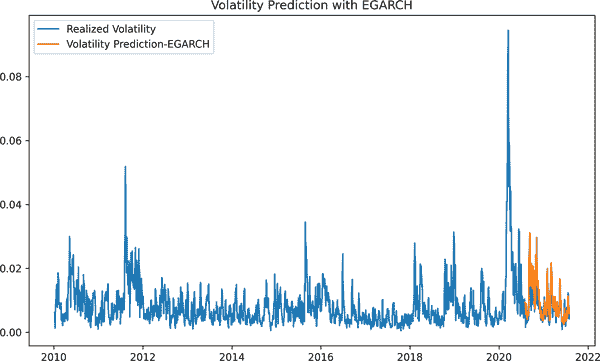 Volatility Prediction with EGARCH
Realized Volatility
Volatility Prediction-EGARCH
0.08
0.06
0.04
0.02
0.00
2010 2012 2014 2016 2018 2020 2022